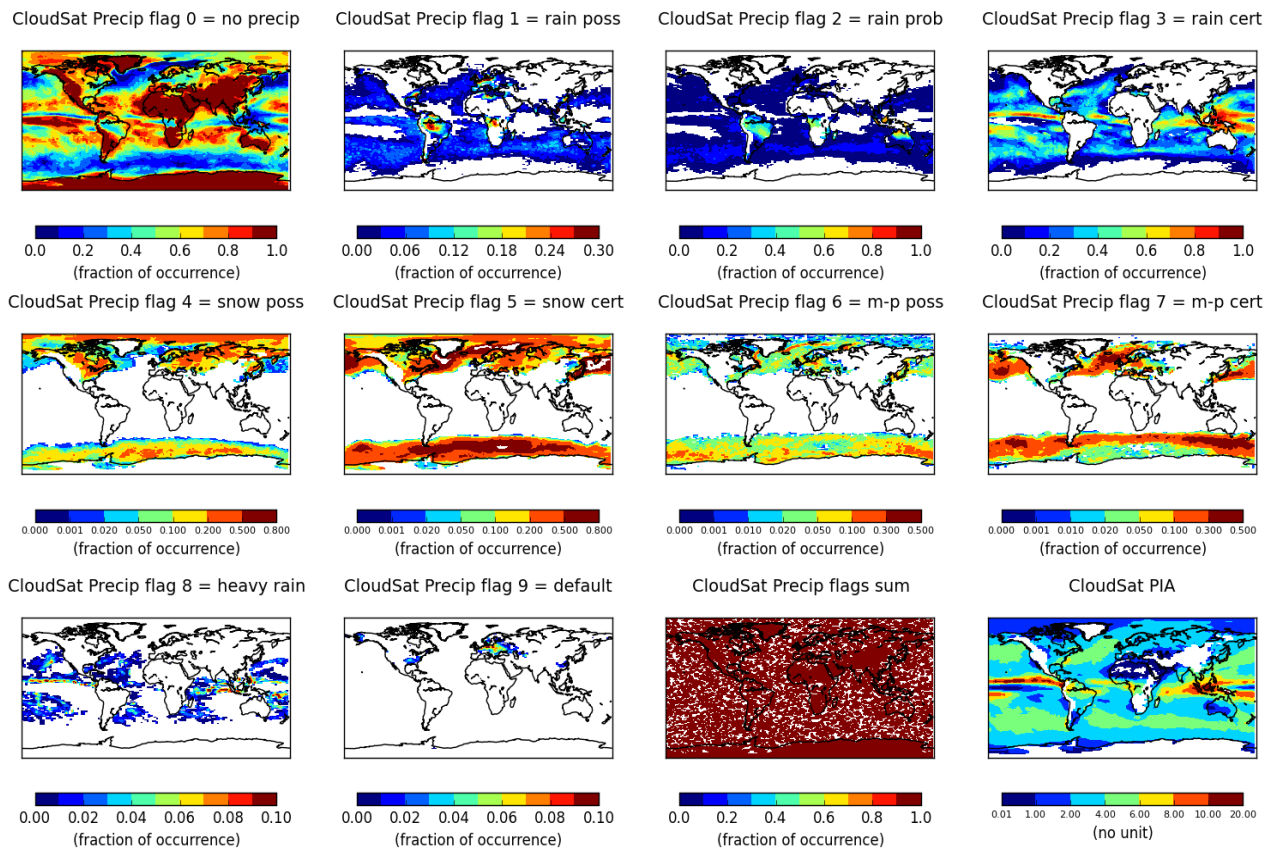 CloudSat Precip flag 0 = no precip
CloudSat Precip flag 1 = rain poss
CloudSat Precip flag 2 = rain prob
CloudSat Precip flag 3 = rain cert
0.0 0.2 0.4 0.6 0.8 1.0
0.00 0.06 0.12 0.18 0.24 0.30
0.0 0.2 0.4 0.6 0.8 1.0
0.0 0.2 0.4 0.6 0.8 1.0
(fraction of occurrence)
(fraction of occurrence)
(fraction of occurrence)
(fraction of occurrence)
CloudSat Precip flag 4 = snow poss
CloudSat Precip flag 5 = snow cert
CloudSat Precip flag 6 = m-p poss
CloudSat Precip flag 7 = m-p cert
0.000 0.001 0.020 0.050 0.100 0.200 0.500 0.800
0.000 0.001 0.020 0.050 0.100 0.200 0.500 0.800
0.000 0.001 0.010 0.020 0.050 0.100 0.300 0.500
0.000 0.001 0.010 0.020 0.050 0.100 0.300 0.500
(fraction of occurrence)
(fraction of occurrence)
(fraction of occurrence)
(fraction of occurrence)
CloudSat Precip flag 8 = heavy rain
CloudSat Precip flag 9 = default
CloudSat Precip flags sum
CloudSat PIA
0.00 0.02 0.04 0.06 0.08 0.10
0.00 0.02 0.04 0.06 0.08 0.10
0.0 0.2 0.4 0.6 0.8 1.0
0.01 1.00 2.00 4.00 6.00 8.00 10.00 20.00
(fraction of occurrence)
(fraction of occurrence)
(fraction of occurrence)
(no unit)